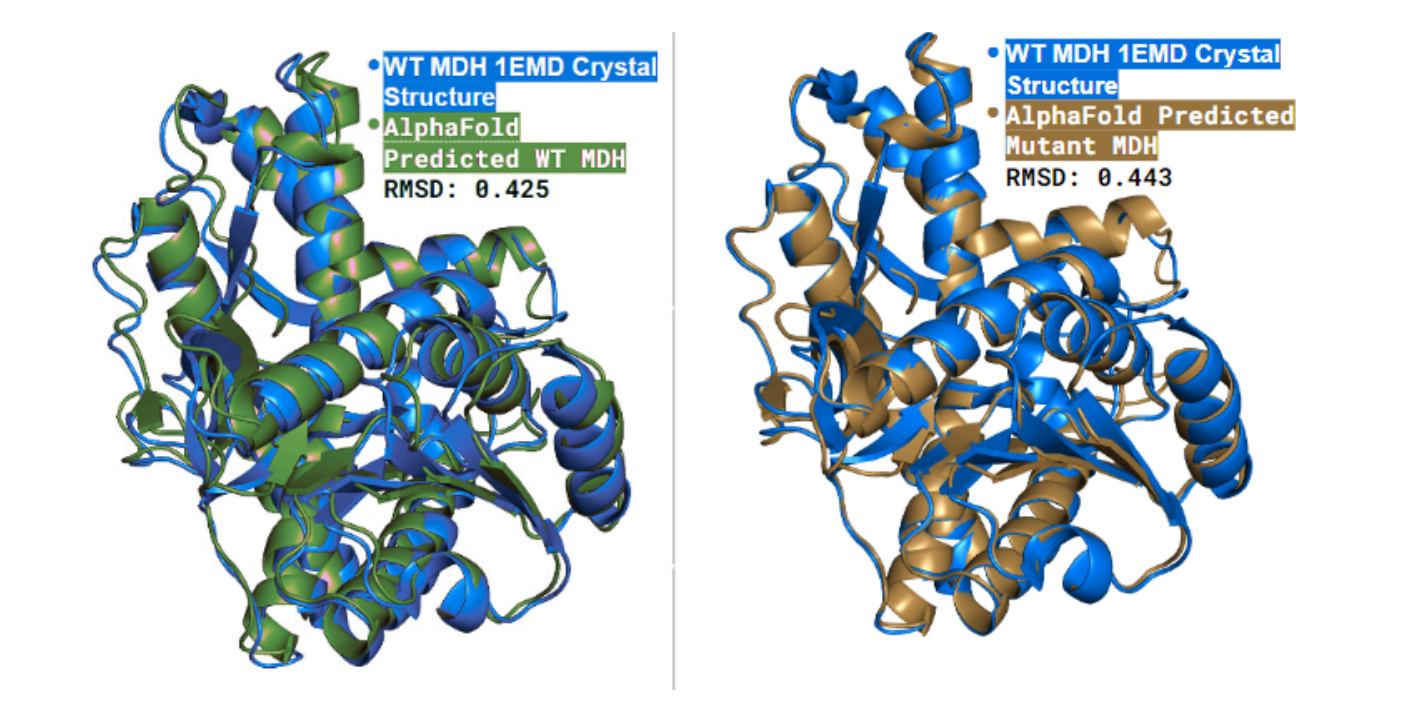 •WT MDH 1EMD Crystal
Structure
•AlphaFold
Predicted WT MDH
RMSD: 0.425
•WT MDH 1EMD Crystal
Structure
•AlphaFold Predicted
Mutant MDH
RMSD: 0.443